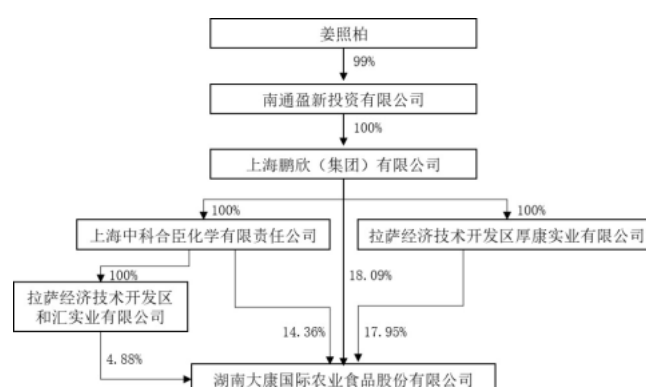 姜照柏
99%
南通盈新投资有限公司
100%
上海鹏欣（集团）有限公司
100%
100%
上海中科合臣化学有限责任公司
拉萨经济技术开发区厚康实业有限公司
100%
18.09%
拉萨经济技术开发区
和汇实业有限公司
14.36%
17.95%
4.88%
湖南大康国际农业食品股份有限公司